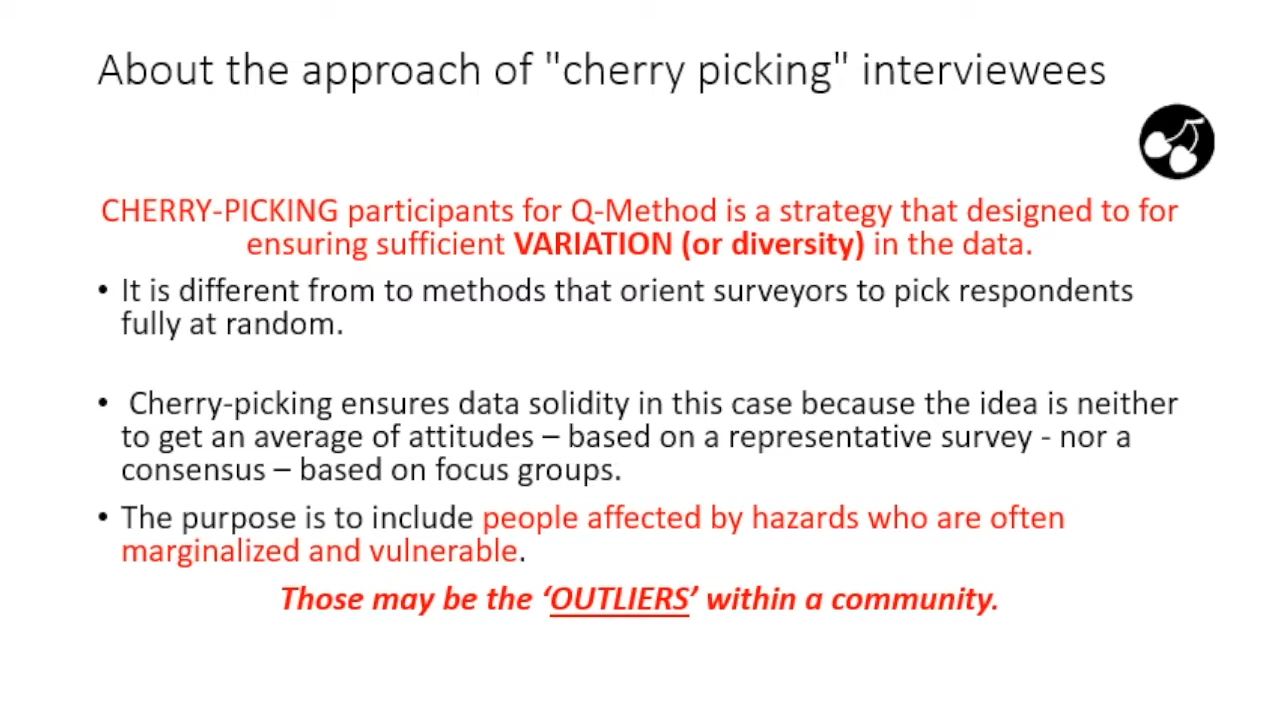 About the approach of "cherry picking" interviewees
CHERRY-PICKING participants for Q-Method is a strategy that designed to for
ensuring sufficient VARIATION (or diversity) in the data.
• It is different from to methods that orient surveyors to pick respondents
fully at random.
• Cherry-picking ensures data solidity in this case because the idea is neither
to get an average of attitudes – based on a representative survey - nor a
consensus – based on focus groups.
• The purpose is to include people affected by hazards who are often
marginalized and vulnerable.
Those may be the ‘OUTLIERS’ within a community.